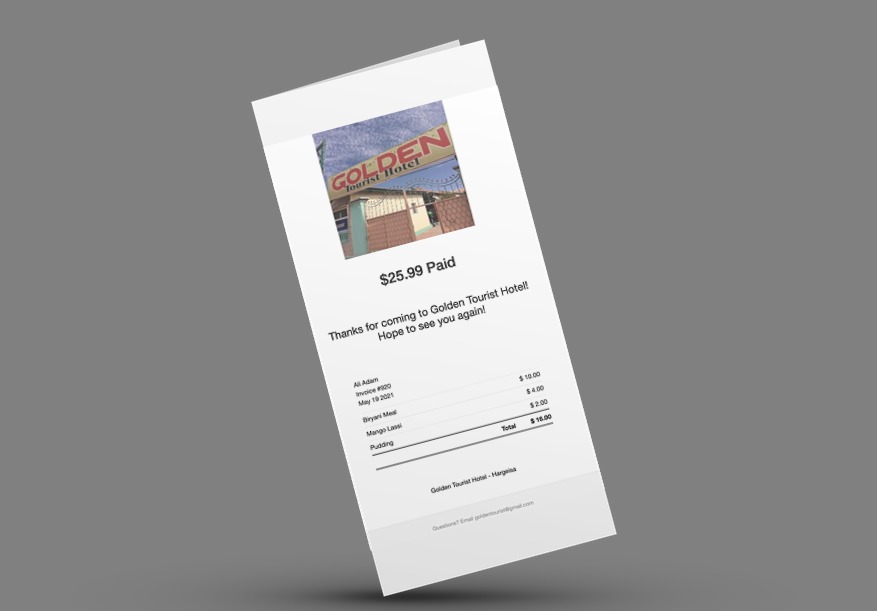 GOLDEN
Tourist Hotel
$25.99 Paid
Thanks for coming to Golden Tourist Hotel!
Hope to see you again!
Ali Adam
Invoice #920
May 19 2021
Biryani Meal $ 10.00
Mango Lassi $ 4.00
Pudding $ 2.00
Total $ 16.00
Golden Tourist Hotel - Hargeisa
Questions? Email goldentourist@gmail.com